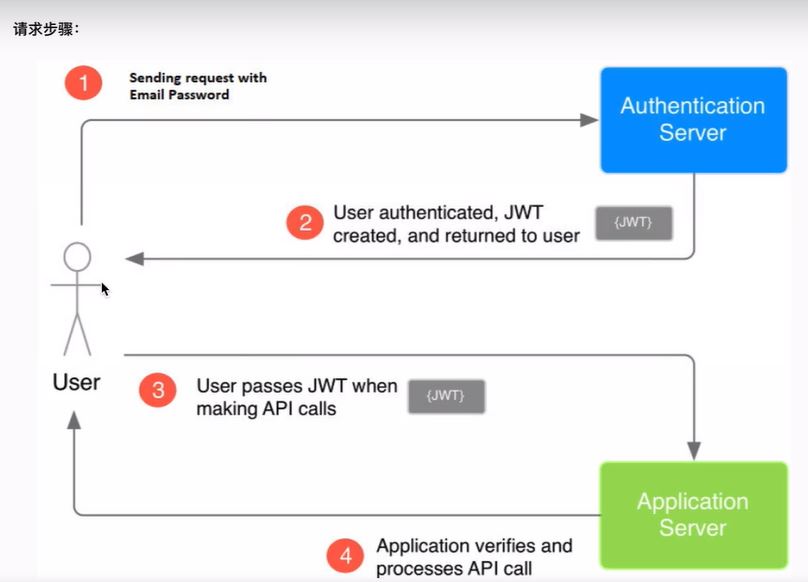 请求步骤：
1
Sending request with
Email Password
Authentication
Server
2
User authenticated, JWT
created, and returned to user
{JWT}
User
3
User passes JWT when
making API calls
{JWT}
Application
Server
4
Application verifies and
processes API call